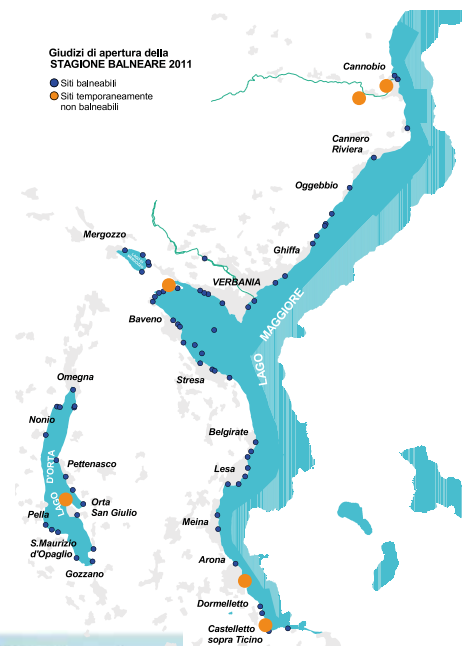 Giudizi di apertura della
STAGIONE BALNEARE 2011
Siti balneabili
Siti temporaneamente
non balneabili
Cannobio
Cannero
Riviera
Oggebbio
Ghiffa
Mergozzo
VERBANIA
LAGO MAGGIORE
Baveno
Stresa
Omegna
Nonio
Belgirate
Pettenasco
LAGO D'ORTA
Lesa
Orta
San Giulio
Pella
Meina
S.Maurizio
d'Opaglio
Gozzano
Arona
Dormelletto
Castelletto
sopra Ticino